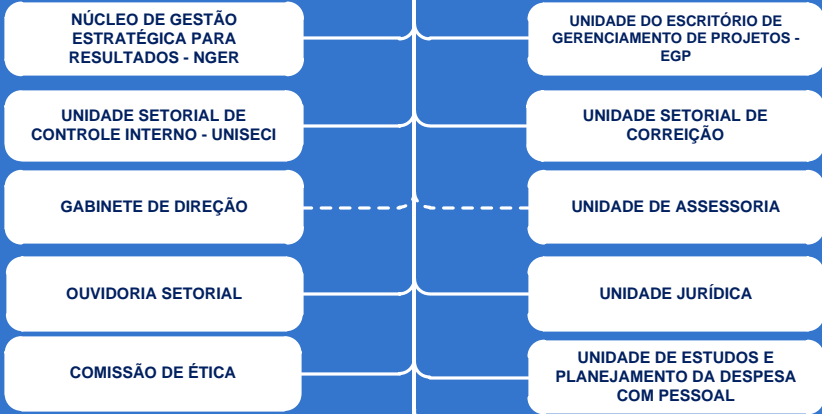 NÚCLEO DE GESTÃO
ESTRATÉGICA PARA
RESULTADOS - NGER
UNIDADE DO ESCRITÓRIO DE
GERENCIAMENTO DE PROJETOS -
EGP
UNIDADE SETORIAL DE
CONTROLE INTERNO - UNISECI
UNIDADE SETORIAL DE
CORREIÇÃO
GABINETE DE DIREÇÃO
UNIDADE DE ASSESSORIA
OUVIDORIA SETORIAL
UNIDADE JURÍDICA
COMISSÃO DE ÉTICA
UNIDADE DE ESTUDOS E
PLANEJAMENTO DA DESPESA
COM PESSOAL